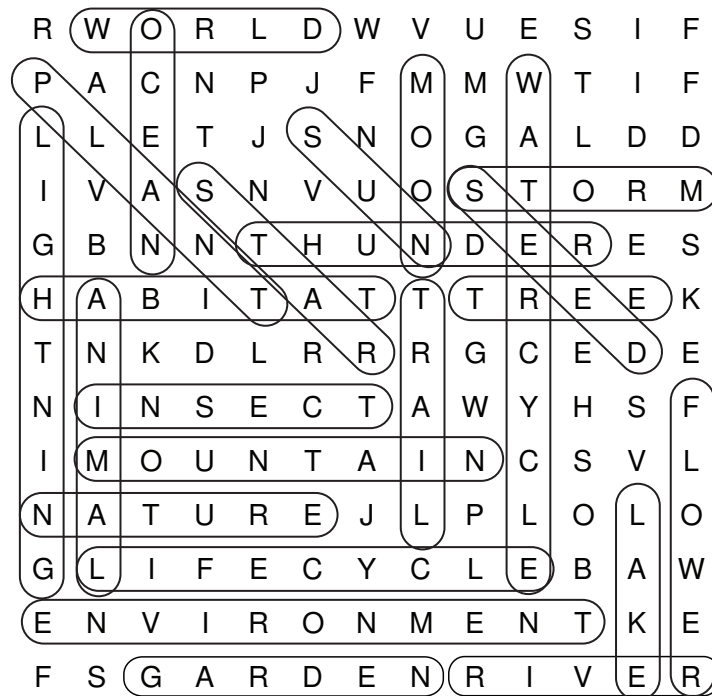 R W O R L D W V U E S I F
P A C N P J F M M W T I F
L L E T J S N O G A L D D
I V A S N V U O S T O R M
G B N N T H U N D E R E S
H A B I T A T T T R E E K
T N K D L R R R G C E D E
N I N S E C T A W Y H S F
I M O U N T A I N C S V L
N A T U R E J L P L O L O
G L I F E C Y C L E B A W
E N V I R O N M E N T K E
F S G A R D E N R I V E R